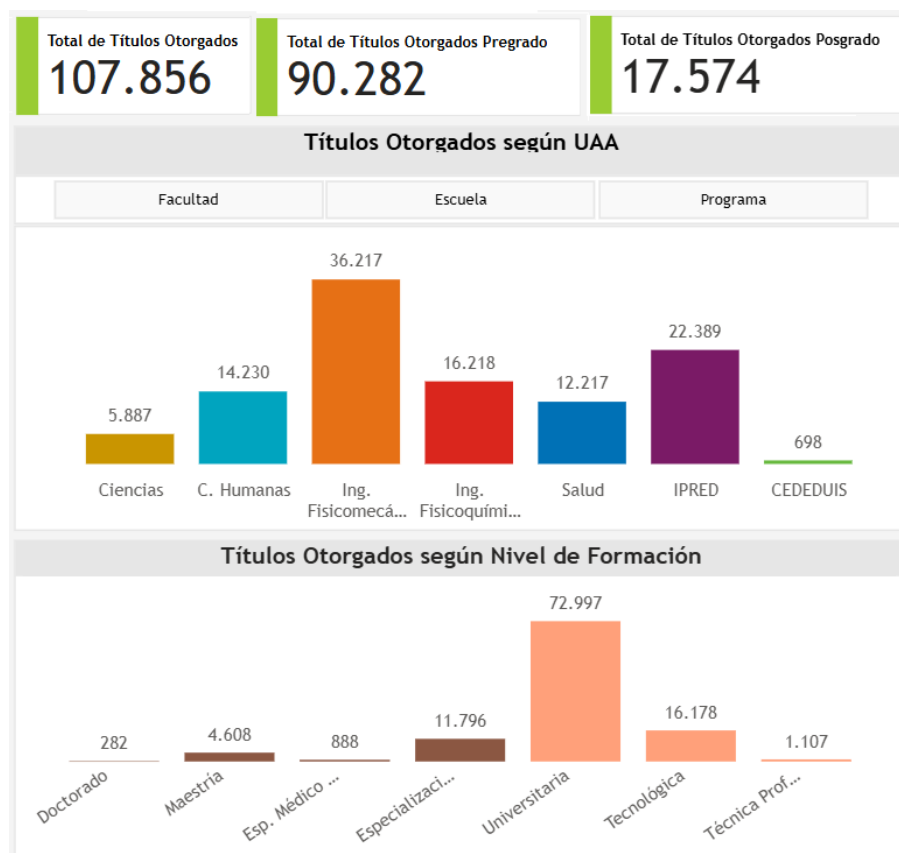 Total de Títulos Otorgados
107.856
Total de Títulos Otorgados Pregrado
90.282
Total de Títulos Otorgados Posgrado
17.574
Títulos Otorgados según UAA
Facultad
Escuela
Programa
36.217
22.389
16.218
14.230
12.217
5.887
698
Ciencias
C. Humanas
Ing.
Fisicomecá...
Ing.
Fisicoquími...
Salud
IPRED
CEDEDUIS
Títulos Otorgados según Nivel de Formación
72.997
16.178
11.796
4.608
888
282
1.107
Doctorado
Maestría
Esp. Médico ...
Especializaci...
Universitaria
Tecnológica
Técnica Prof...